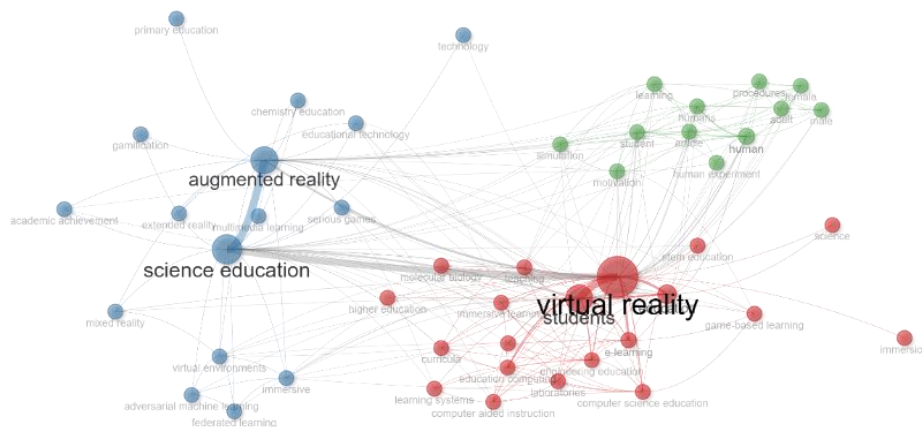 primary education
technology
learning
procedures
female
chemistry education
humans
adult
male
educational technology
gamification
student
article
human
simulation
augmented reality
human experiment
motivation
academic achievement
extended reality
multimedia learning
serious games
science
stem education
science education
molecular biology
teaching
virtual reality
students
higher education
immersive learning
mixed reality
game-based learning
e-learning
immersion
virtual environments
curricula
engineering education
education computing
immersive
learning systems
laboratories
adversarial machine learning
computer aided instruction
computer science education
federated learning